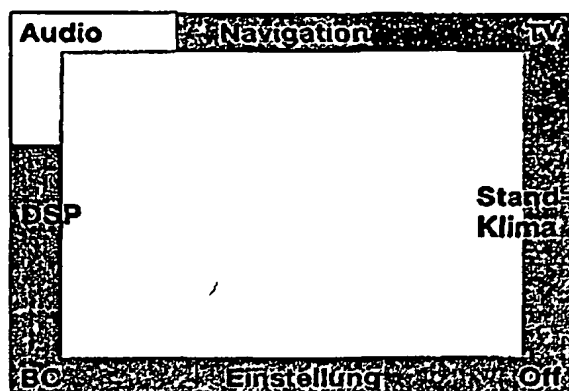 Audio Navigation TV
DSP
Stand
Klima
BC Einstellung Off